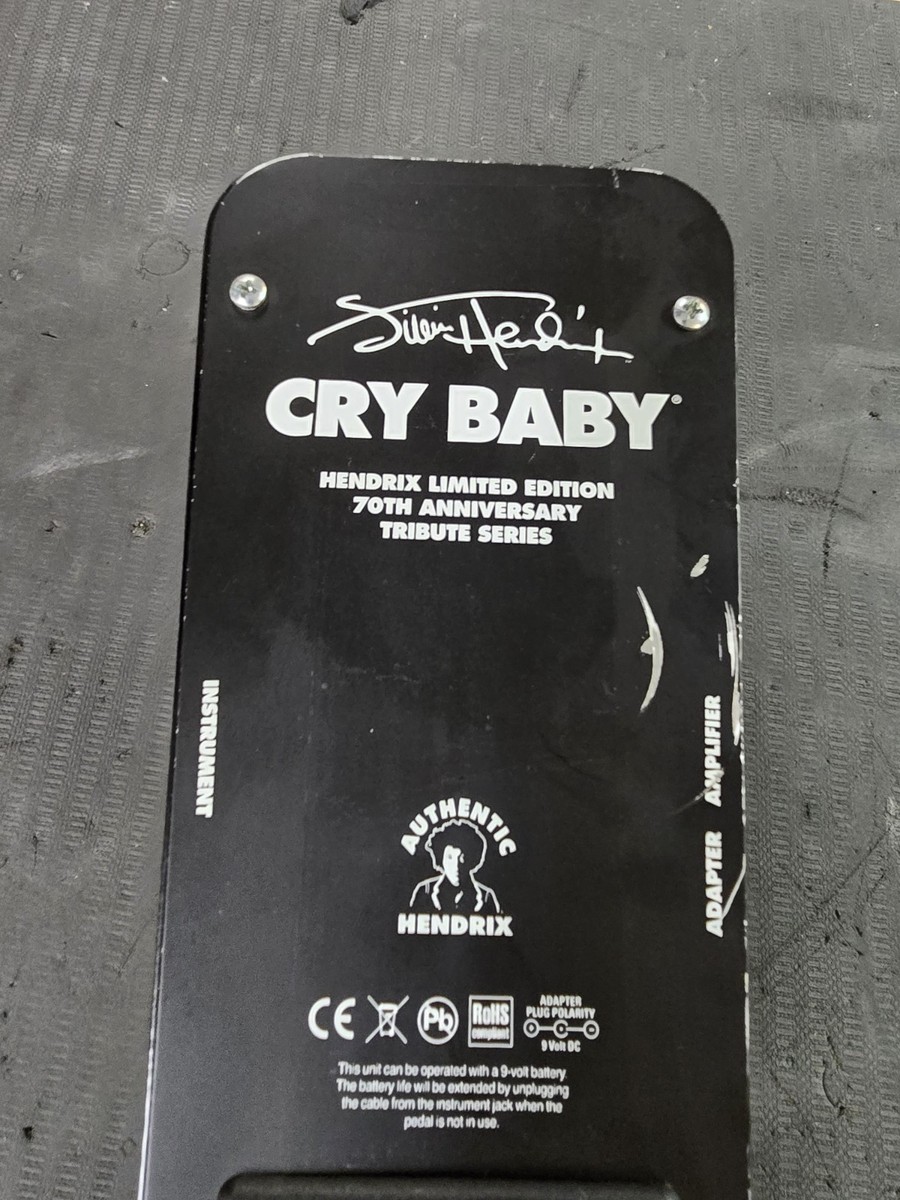 Jimi Hendrix
CRY BABY®
HENDRIX LIMITED EDITION
70TH ANNIVERSARY
TRIBUTE SERIES
INSTRUMENT
AMPLIFIER
ADAPTER
AUTHENTIC
HENDRIX
CE
Pb
RoHS
compliant
ADAPTER
PLUG POLARITY
9 Volt DC
This unit can be operated with a 9-volt battery.
The battery life will be extended by unplugging
the cable from the instrument jack when the
pedal is not in use.